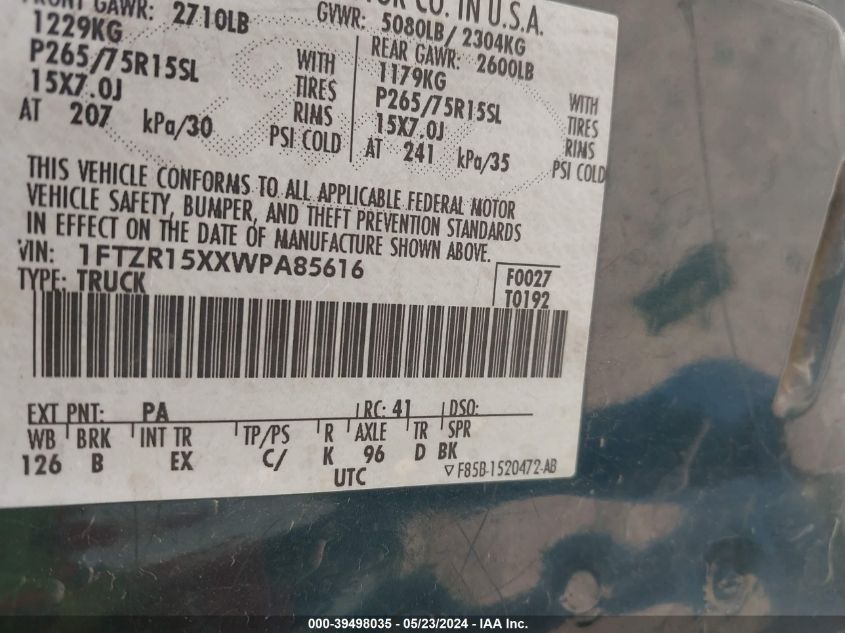 FRONT GAWR: 2710LB
1229KG WITH
P265/75R15SL TIRES
15X7.0J RIMS
AT 207 kPa/30 PSI COLD
CO. IN U.S.A.
GVWR: 5080LB/ 2304KG
REAR GAWR: 2600LB
1179KG WITH
P265/75R15SL TIRES
15X7.0J RIMS
AT 241 kPa/35 PSI COLD
THIS VEHICLE CONFORMS TO ALL APPLICABLE FEDERAL MOTOR
VEHICLE SAFETY, BUMPER, AND THEFT PREVENTION STANDARDS
IN EFFECT ON THE DATE OF MANUFACTURE SHOWN ABOVE.
VIN: 1FTZR15XXWPA85616
TYPE: TRUCK
F0027
T0192
EXT PNT: PA RC: 41 DSO:
WB BRK INT TR TP/PS R AXLE TR SPR
126 B EX C/ K 96 D BK
UTC ▽F85B-1520472-AB
000-39498035 - 05/23/2024 - IAA Inc.